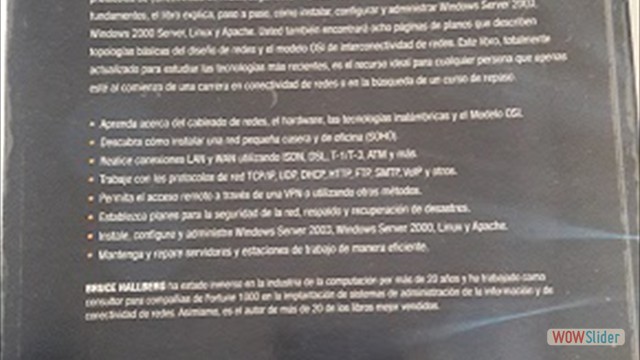 fundamentos, el libro explica, paso a paso, cómo instalar, configurar y administrar Windows Server 2003,
Windows 2000 Server, Linux y Apache. Usted también encontrará ocho páginas de planos que describen
topologías básicas del diseño de redes y el modelo OSI de interconectividad de redes. Este libro, totalmente
actualizado para estudiar las tecnologías más recientes, es el recurso ideal para cualquier persona que apenas
esté al comienzo de una carrera en conectividad de redes o en la búsqueda de un curso de repaso.
• Aprenda acerca del cableado de redes, el hardware, las tecnologías inalámbricas y el Modelo OSI.
• Descubra cómo instalar una red pequeña casera y de oficina (SOHO)
• Realice conexiones LAN y WAN utilizando ISDN, DSL, T-1/T-3, ATM y más.
• Trabaje con los protocolos de red TCP/IP, UDP, DHCP, HTTP, FTP, SMTP, VoIP y otros.
• Permita el acceso remoto a través de una VPN o utilizando otros métodos.
• Establezca planes para la seguridad de la red, respaldo y recuperación de desastres.
• Instale, configure y administre Windows Server 2003, Windows Server 2000, Linux y Apache.
• Mantenga y repare servidores y estaciones de trabajo de manera eficiente.
BRUCE HALLBERG ha estado inmerso en la industria de la computación por más de 20 años y ha trabajado como
consultor para compañías de Fortune 1000 en la implantación de sistemas de administración de la información y de
conectividad de redes. Asimismo, es el autor de más de 20 de los libros mejor vendidos.
WOWSlider